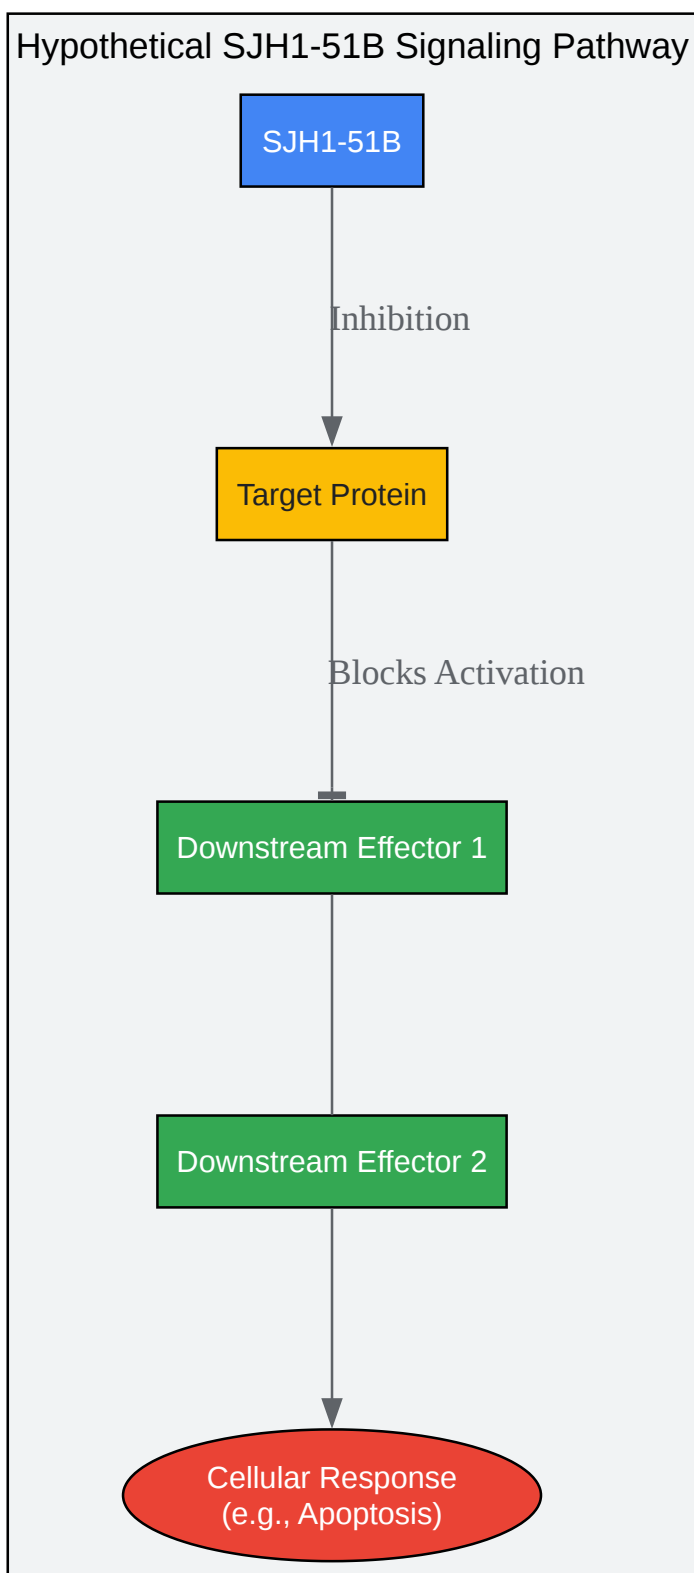 Hypothetical SJH1-51B Signaling Pathway
SJH1-51B
Inhibition
Target Protein
Blocks Activation
Downstream Effector 1
Downstream Effector 2
Cellular Response
(e.g., Apoptosis)